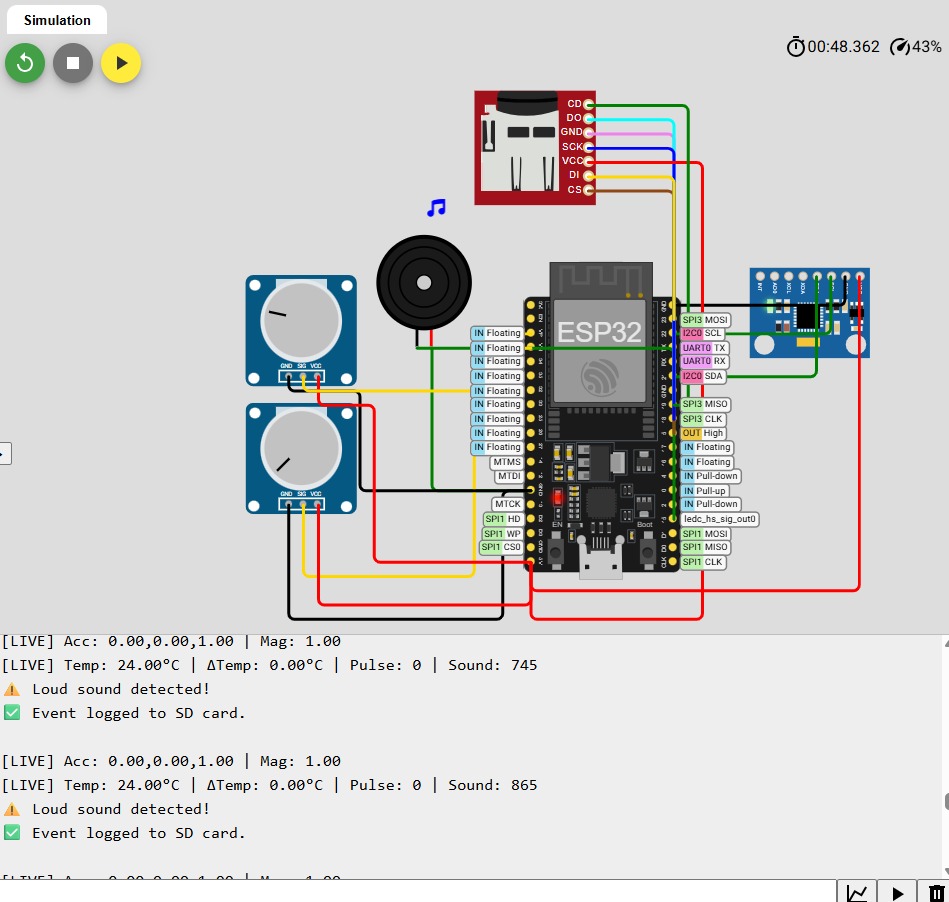 Simulation
00:48.362 43%
CD
DO
GND
SCK
VCC
DI
CS
ESP32
GND SIG VCC
GND SIG VCC
IN Floating
IN Floating
IN Floating
IN Floating
IN Floating
IN Floating
IN Floating
IN Floating
IN Floating
MTMS
MTDI
MTCK
SPI1 HD
SPI1 WP
SPI1 CS0
SPI3 MOSI
I2C0 SCL
UART0 TX
UART0 RX
I2C0 SDA
SPI3 MISO
SPI3 CLK
OUT High
IN Floating
IN Floating
IN Pull-down
IN Pull-up
IN Pull-down
ledc_hs_sig_out0
SPI1 MOSI
SPI1 MISO
SPI1 CLK
EN
Boot
INT
[LIVE] Acc: 0.00,0.00,1.00 | Mag: 1.00
[LIVE] Temp: 24.00°C | ΔTemp: 0.00°C | Pulse: 0 | Sound: 745
⚠️ Loud sound detected!
✅ Event logged to SD card.
[LIVE] Acc: 0.00,0.00,1.00 | Mag: 1.00
[LIVE] Temp: 24.00°C | ΔTemp: 0.00°C | Pulse: 0 | Sound: 865
⚠️ Loud sound detected!
✅ Event logged to SD card.